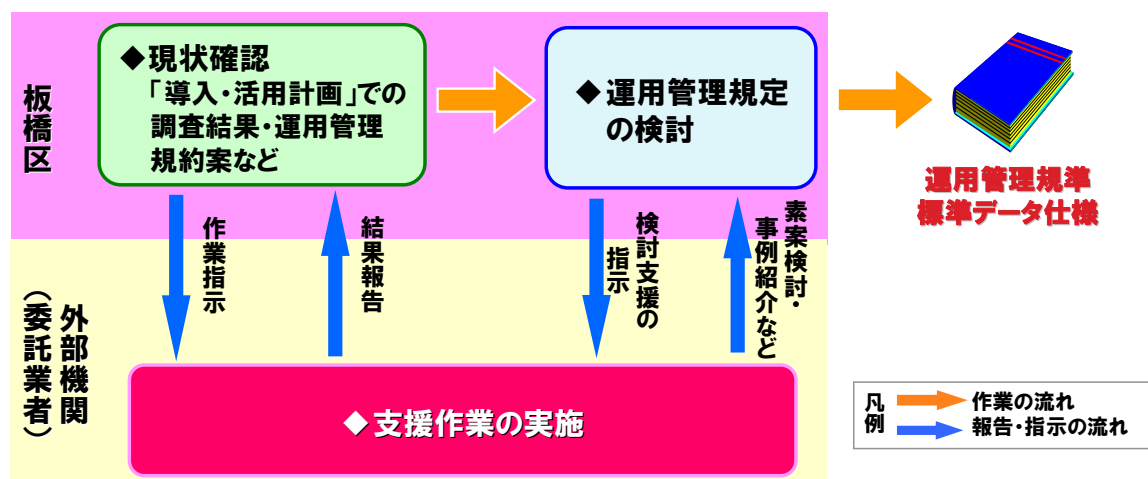 板橋区
◆現状確認
「導入・活用計画」での
調査結果・運用管理
規約案など
◆運用管理規定
の検討
運用管理規準
標準データ仕様
作業指示
結果報告
検討支援の
指示
素案検討・
事例紹介など
外部機関
（委託業者）
◆支援作業の実施
凡例
作業の流れ
報告・指示の流れ